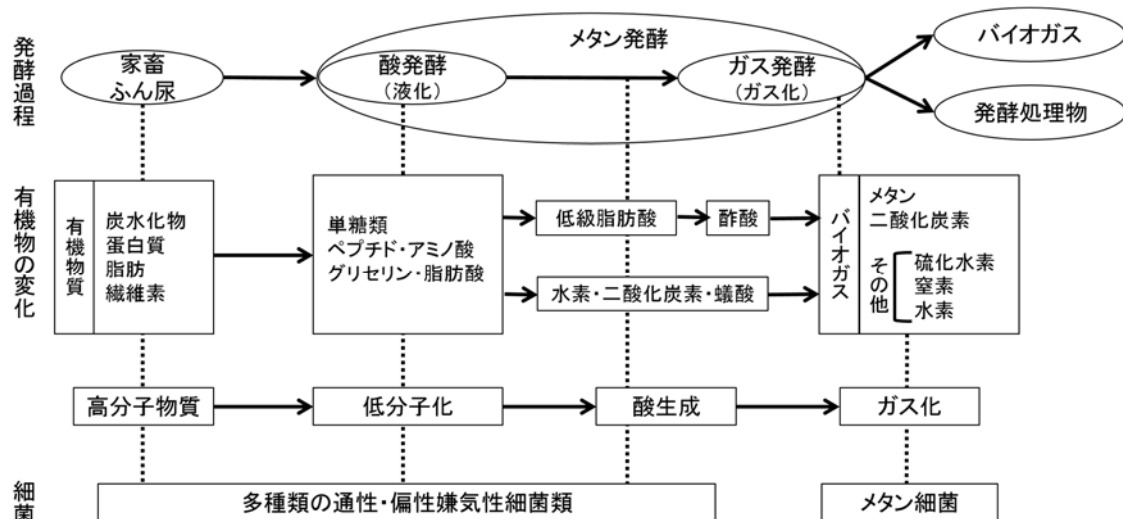 発酵過程
家畜
ふん尿
メタン発酵
酸発酵
(液化)
ガス発酵
(ガス化)
バイオガス
発酵処理物
有機物の変化
有機物質
炭水化物
蛋白質
脂肪
繊維素
単糖類
ペプチド・アミノ酸
グリセリン・脂肪酸
低級脂肪酸
酢酸
水素・二酸化炭素・蟻酸
バイオガス
メタン
二酸化炭素
その他
硫化水素
窒素
水素
高分子物質
低分子化
酸生成
ガス化
細菌
多種類の通性・偏性嫌気性細菌類
メタン細菌